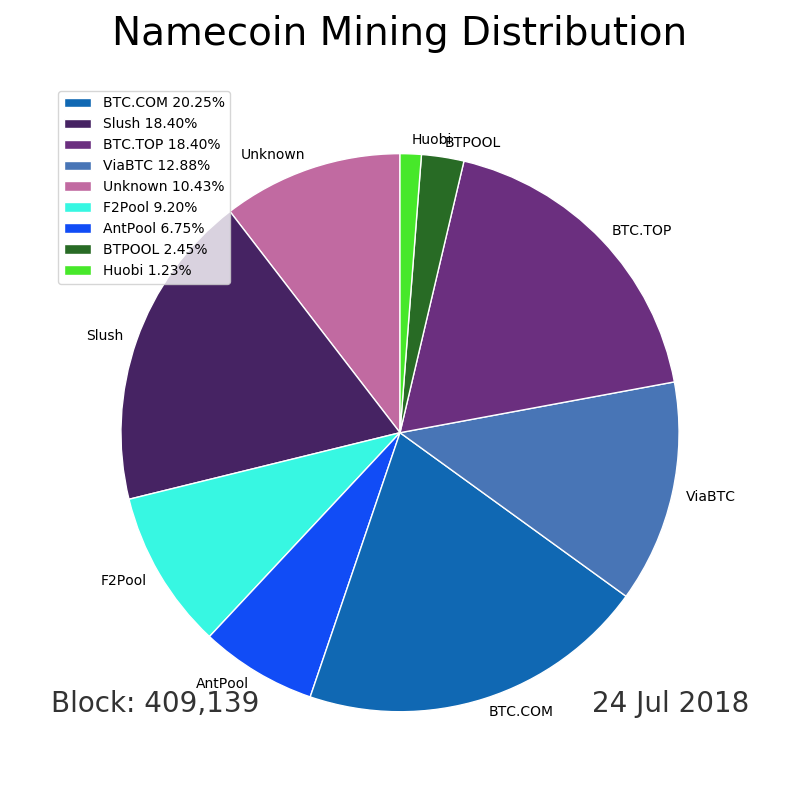 Namecoin Mining Distribution
BTC.COM 20.25%
Slush 18.40%
BTC.TOP 18.40%
ViaBTC 12.88%
Unknown 10.43%
F2Pool 9.20%
AntPool 6.75%
BTPOOL 2.45%
Huobi 1.23%
Huobi
BTPOOL
Unknown
BTC.TOP
Slush
ViaBTC
F2Pool
AntPool
BTC.COM
Block: 409,139
24 Jul 2018